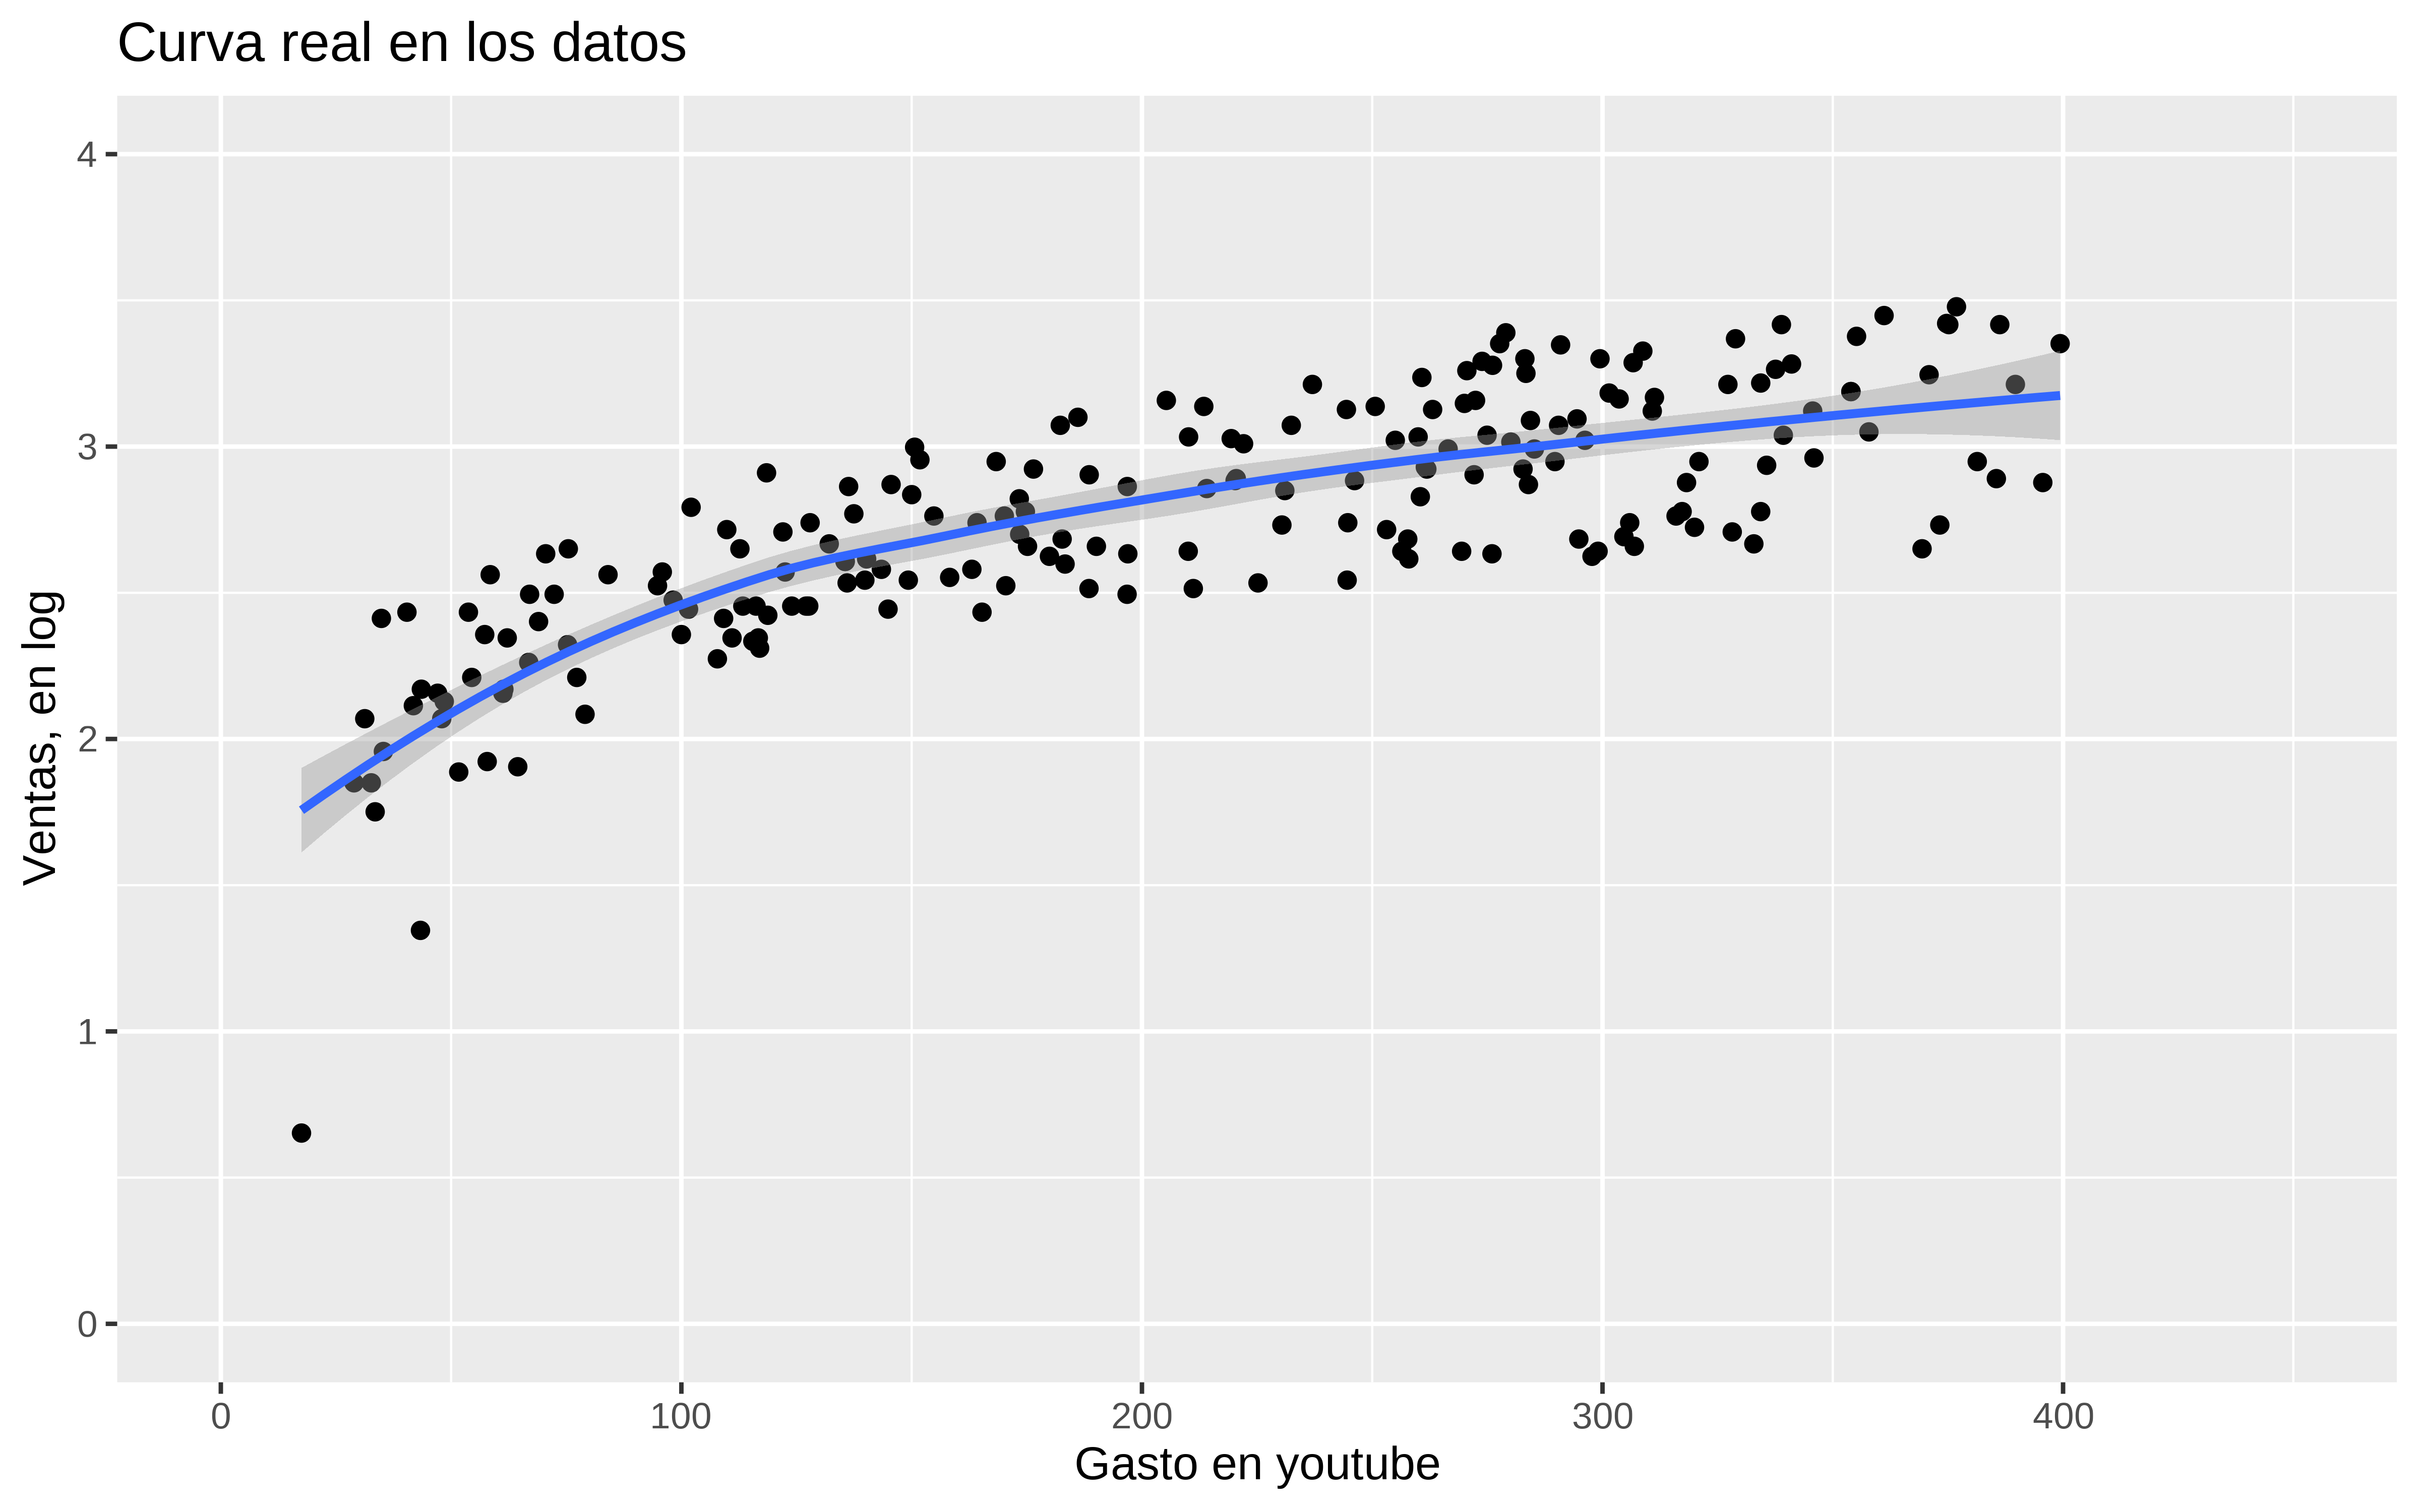 Curva real en los datos
4
3
2
1
0
Ventas, en log
0 100 200 300 400
Gasto en youtube